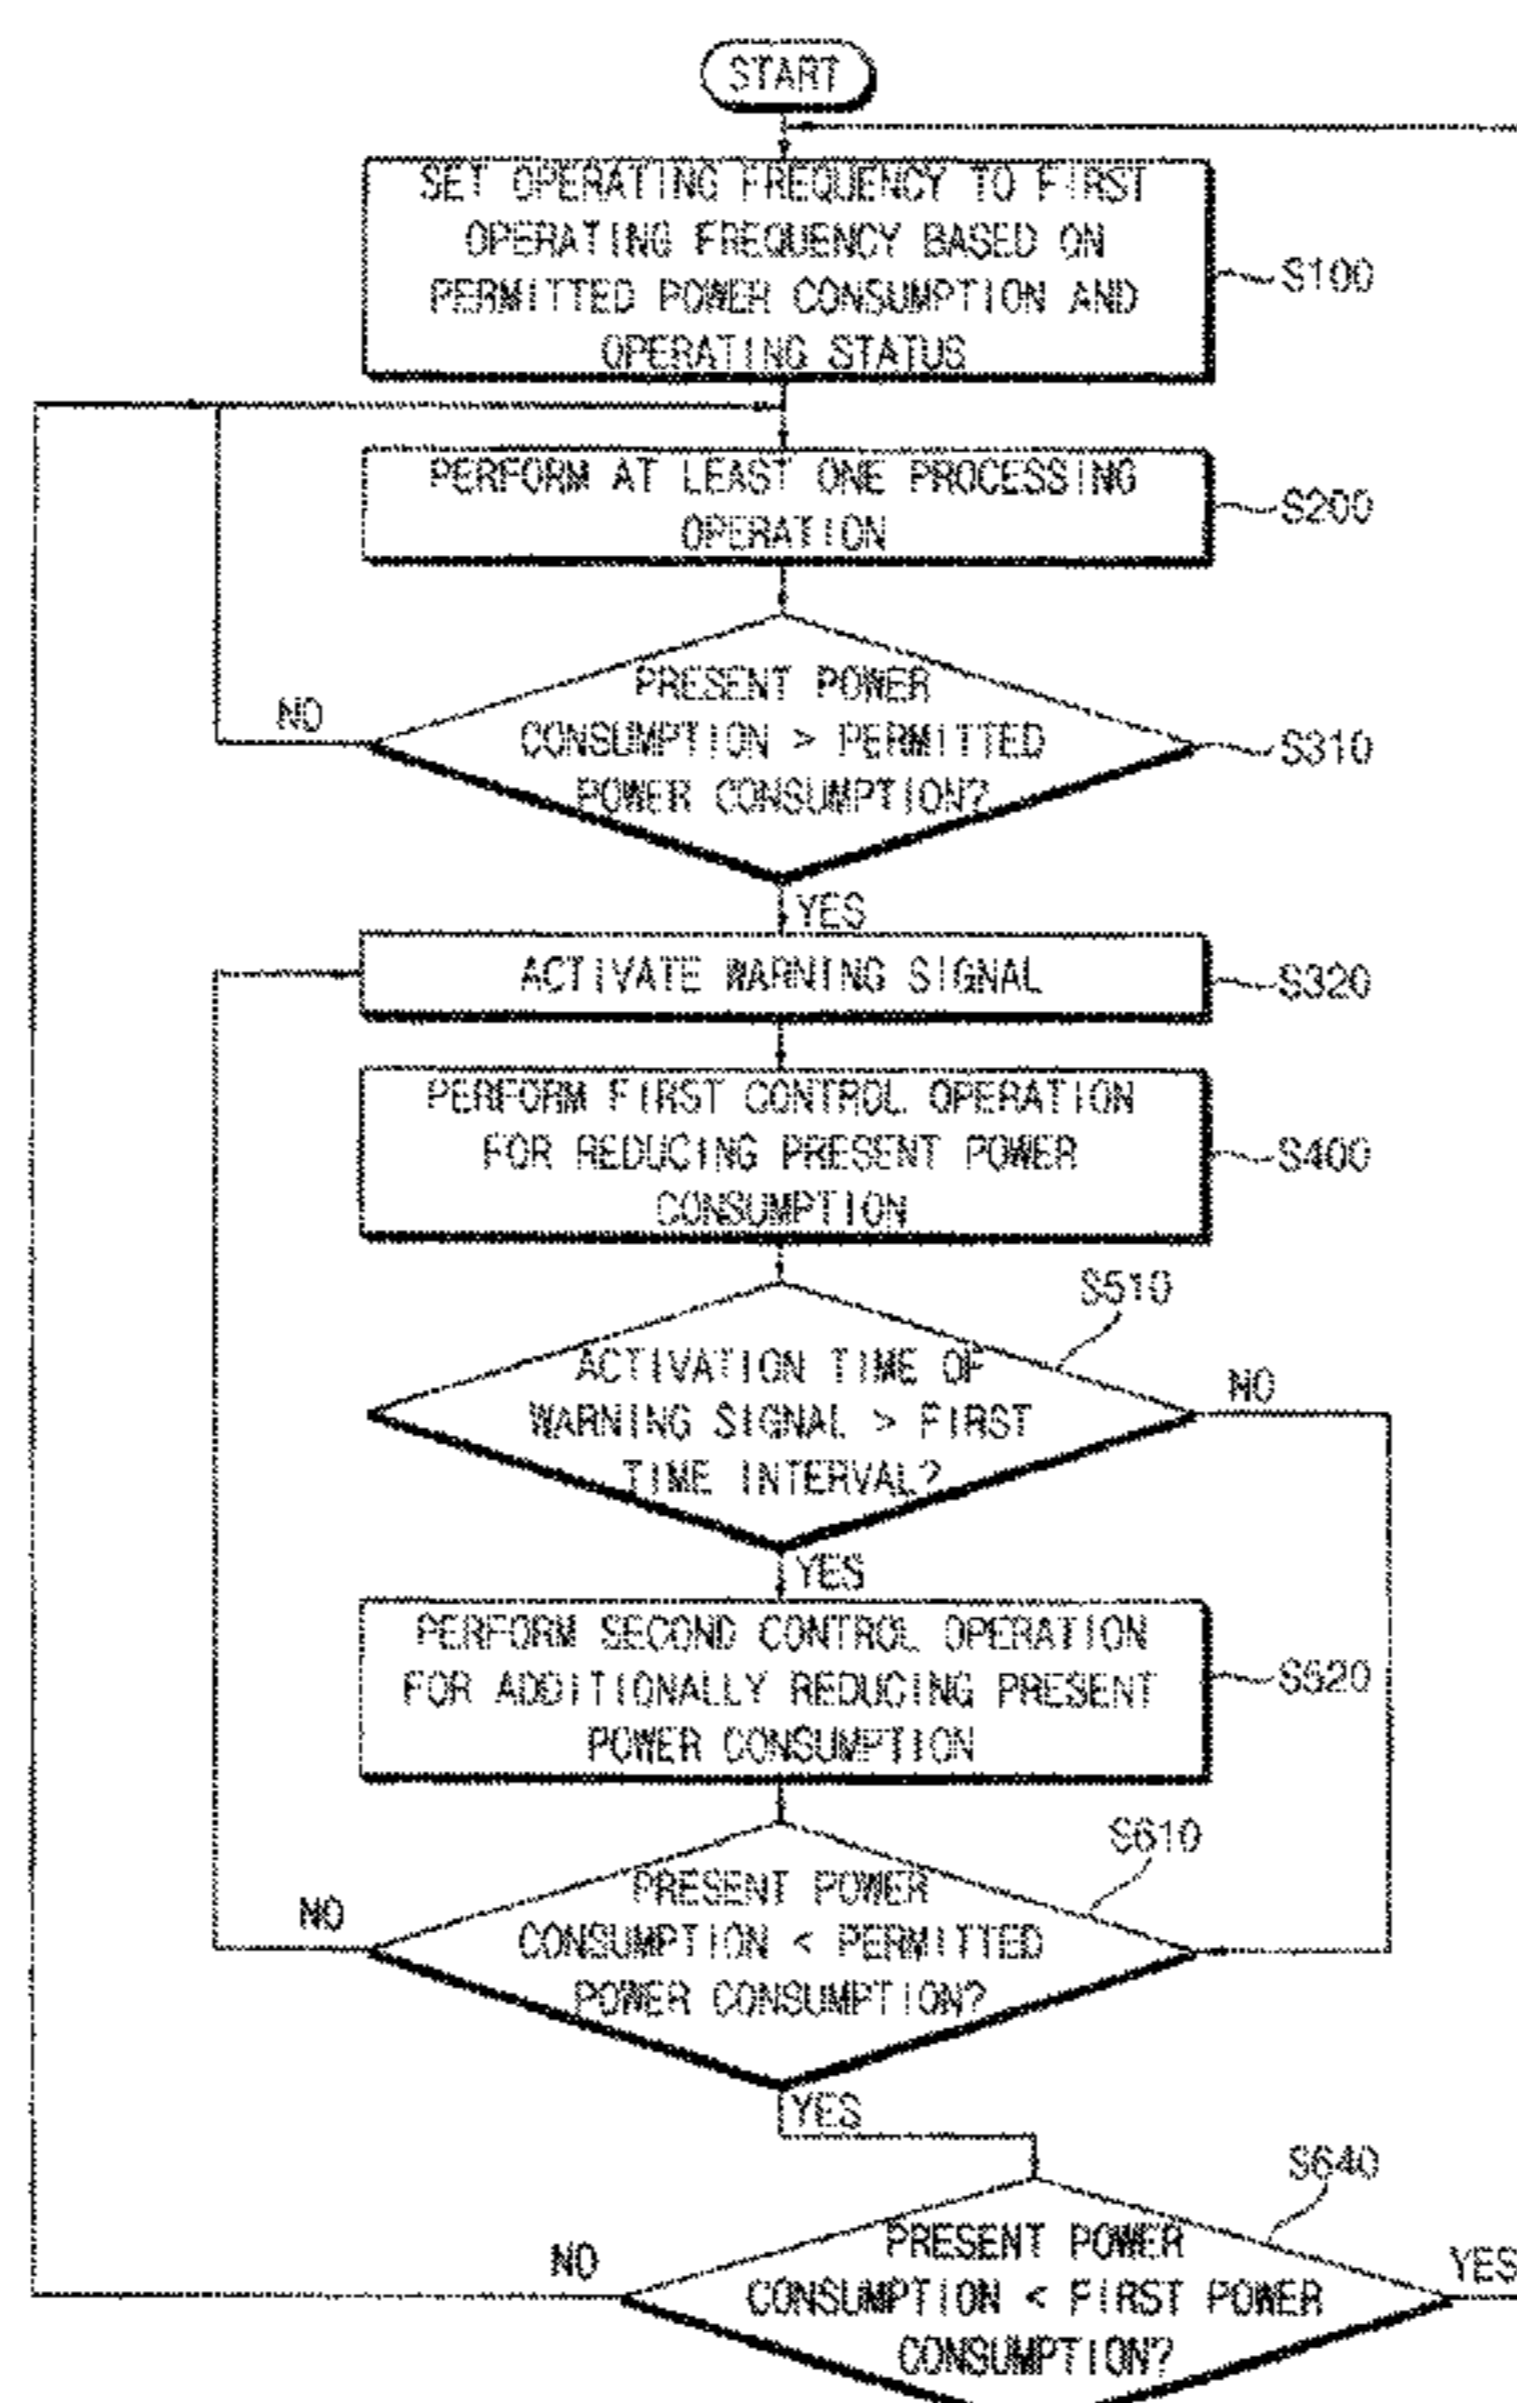 START
SET OPERATING FREQUENCY TO FIRST
OPERATING FREQUENCY BASED ON
PERMITTED POWER CONSUMPTION AND
OPERATING STATUS
S100
PERFORM AT LEAST ONE PROCESSING
OPERATION
S200
PRESENT POWER
CONSUMPTION > PERMITTED
POWER CONSUMPTION?
NO
S310
YES
ACTIVATE WARNING SIGNAL
S320
PERFORM FIRST CONTROL OPERATION
FOR REDUCING PRESENT POWER
CONSUMPTION
S400
S510
ACTIVATION TIME OF
WARNING SIGNAL > FIRST
TIME INTERVAL?
NO
YES
PERFORM SECOND CONTROL OPERATION
FOR ADDITIONALLY REDUCING PRESENT
POWER CONSUMPTION
S520
S610
PRESENT POWER
CONSUMPTION < PERMITTED
POWER CONSUMPTION?
NO
YES
S640
PRESENT POWER
CONSUMPTION < FIRST POWER
CONSUMPTION?
NO
YES